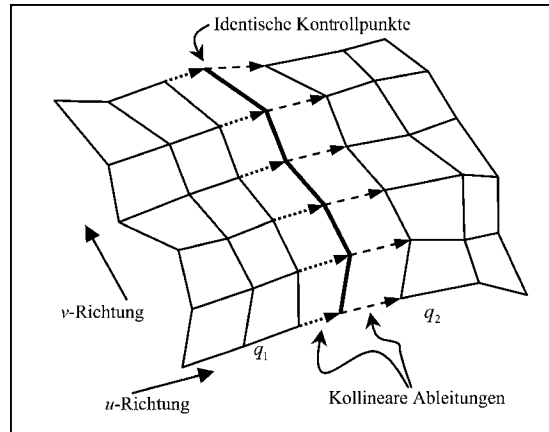 Identische Kontrollpunkte
v-Richtung
q₁
q₂
u-Richtung
Kollineare Ableitungen